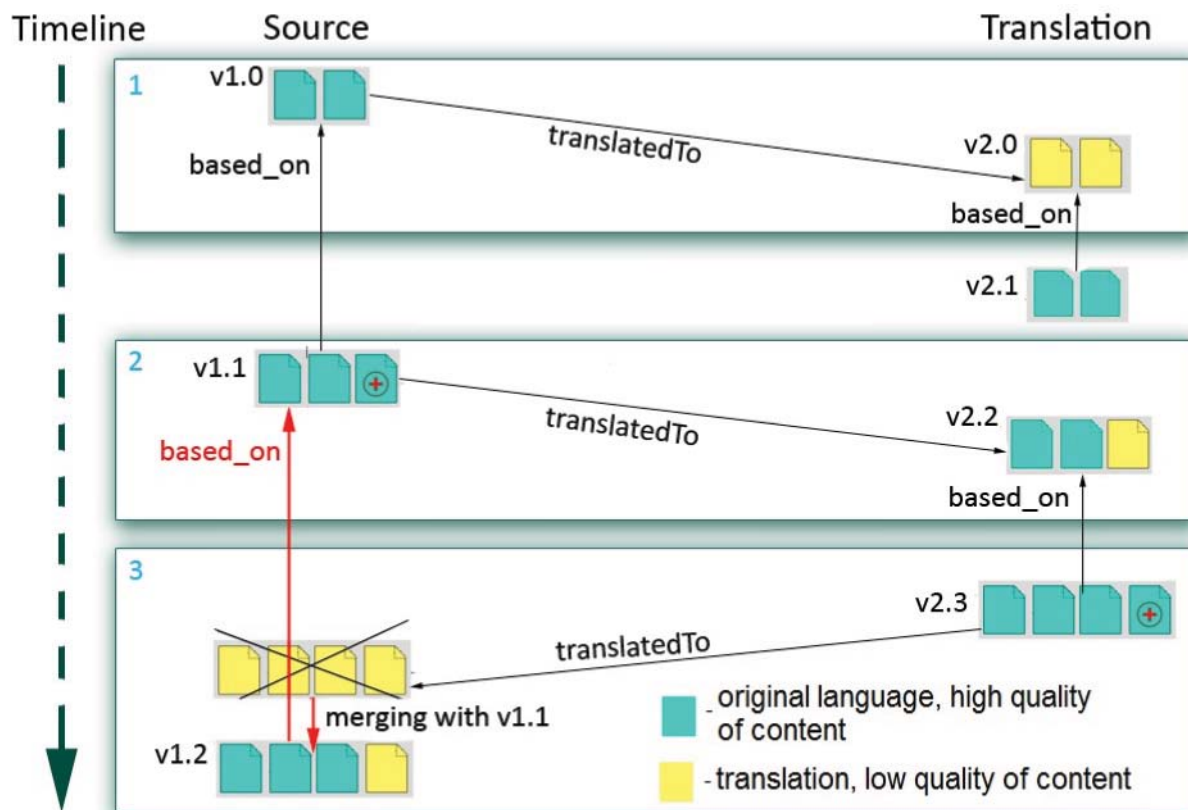 Timeline
Source
Translation
1
v1.0
translatedTo
v2.0
based_on
based_on
v2.1
2
v1.1
translatedTo
v2.2
based_on
based_on
3
v2.3
translatedTo
merging with v1.1
v1.2
- original language, high quality
of content
- translation, low quality of content